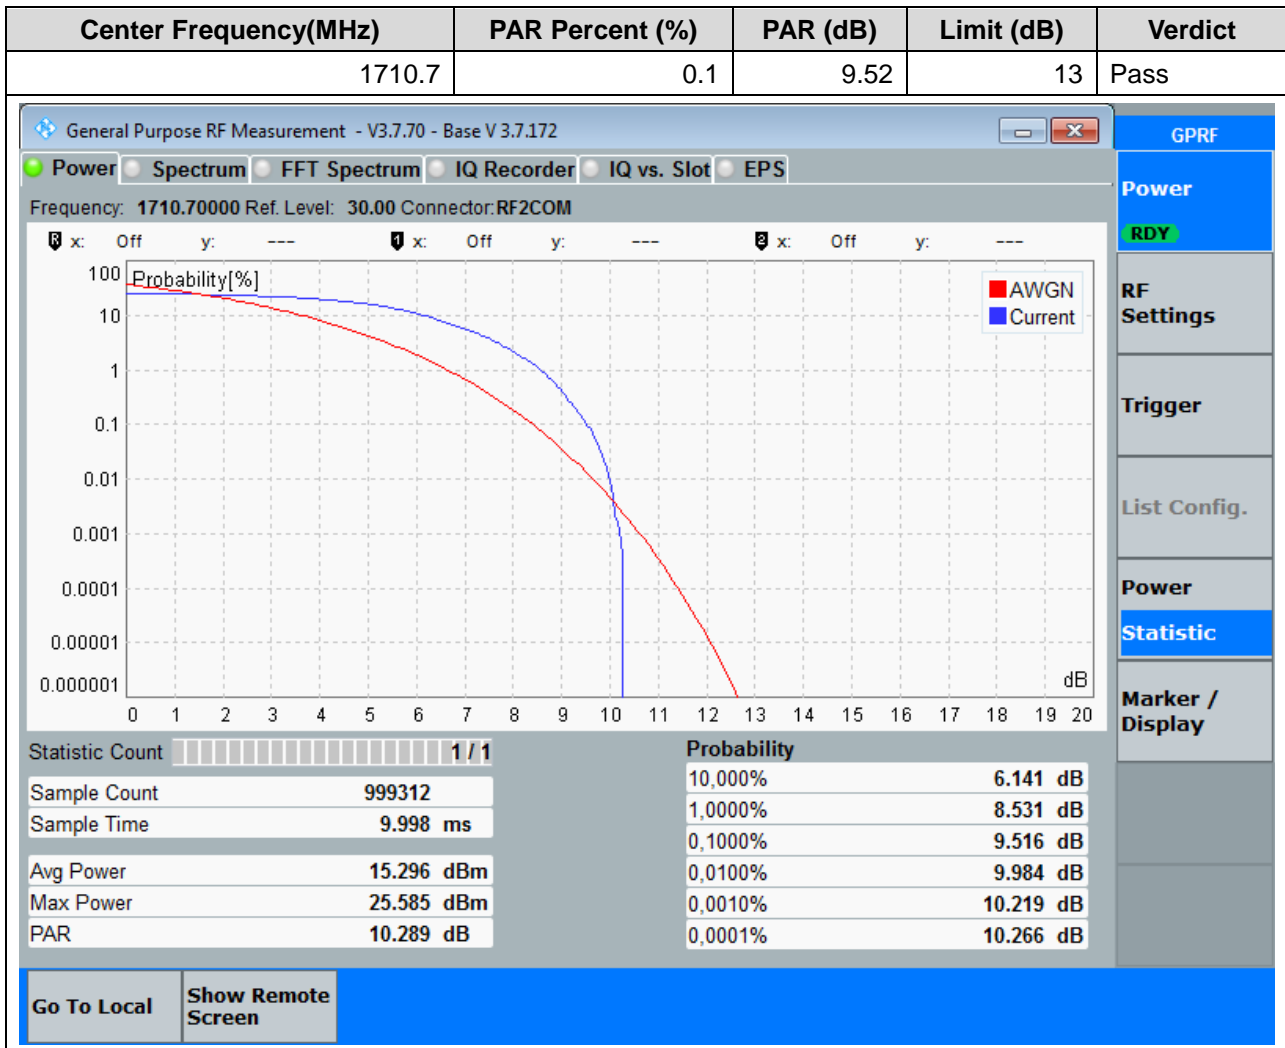 Center Frequency(MHz) PAR Percent (%) PAR (dB) Limit (dB) Verdict
1710.7 0.1 9.52 13 Pass
General Purpose RF Measurement - V3.7.70 - Base V 3.7.172
GPRF
Power Spectrum FFT Spectrum IQ Recorder IQ vs. Slot EPS
Frequency: 1710.70000 Ref. Level: 30.00 Connector:RF2COM
R x: Off y: --- 1 x: Off y: --- 2 x: Off y: ---
Probability[%]
AWGN
Current
100
10
1
0.1
0.01
0.001
0.0001
0.00001
0.000001
dB
0 1 2 3 4 5 6 7 8 9 10 11 12 13 14 15 16 17 18 19 20
Statistic Count 1 / 1
Sample Count 999312
Sample Time 9.998 ms
Avg Power 15.296 dBm
Max Power 25.585 dBm
PAR 10.289 dB
Probability
10,000% 6.141 dB
1,0000% 8.531 dB
0,1000% 9.516 dB
0,0100% 9.984 dB
0,0010% 10.219 dB
0,0001% 10.266 dB
Power
RDY
RF
Settings
Trigger
List Config.
Power
Statistic
Marker /
Display
Go To Local
Show Remote
Screen